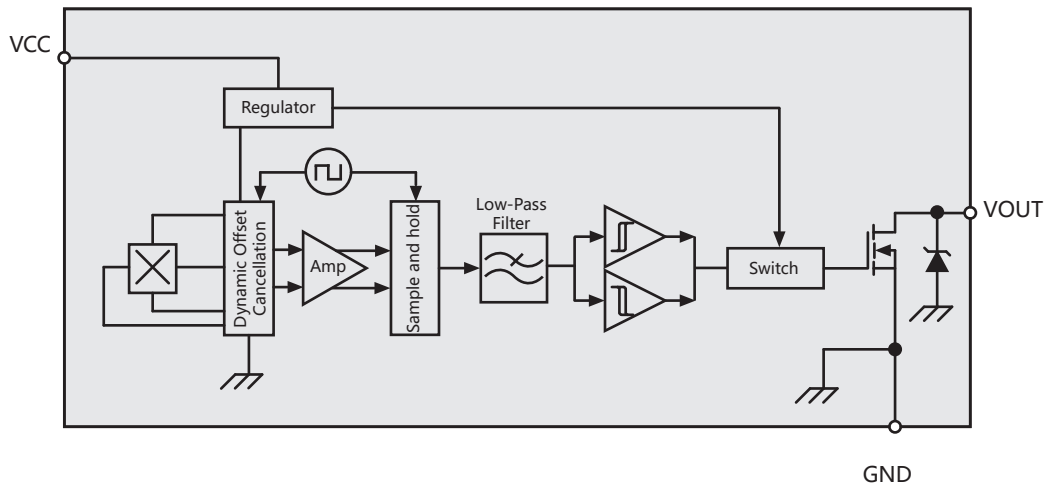 VCC
Regulator
Dynamic Offset
Cancellation
Amp
Sample and hold
Low-Pass
Filter
Switch
VOUT
GND